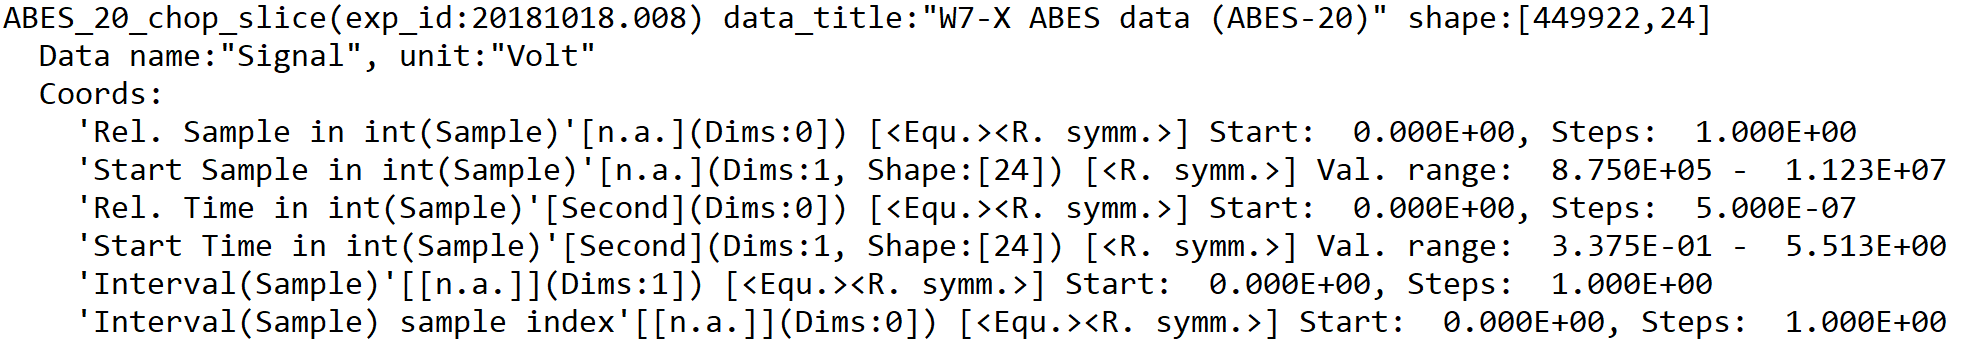 ABES_20_chop_slice(exp_id:20181018.008) data_title:"W7-X ABES data (ABES-20)" shape:[449922,24]
  Data name:"Signal", unit:"Volt"
  Coords:
    'Rel. Sample in int(Sample)'[n.a.](Dims:0]) [<Equ.><R. symm.>] Start:  0.000E+00, Steps:  1.000E+00
    'Start Sample in int(Sample)'[n.a.](Dims:1, Shape:[24]) [<R. symm.>] Val. range:  8.750E+05 -  1.123E+07
    'Rel. Time in int(Sample)'[Second](Dims:0]) [<Equ.><R. symm.>] Start:  0.000E+00, Steps:  5.000E-07
    'Start Time in int(Sample)'[Second](Dims:1, Shape:[24]) [<R. symm.>] Val. range:  3.375E-01 -  5.513E+00
    'Interval(Sample)'[[n.a.]](Dims:1]) [<Equ.><R. symm.>] Start:  0.000E+00, Steps:  1.000E+00
    'Interval(Sample) sample index'[[n.a.]](Dims:0]) [<Equ.><R. symm.>] Start:  0.000E+00, Steps:  1.000E+00